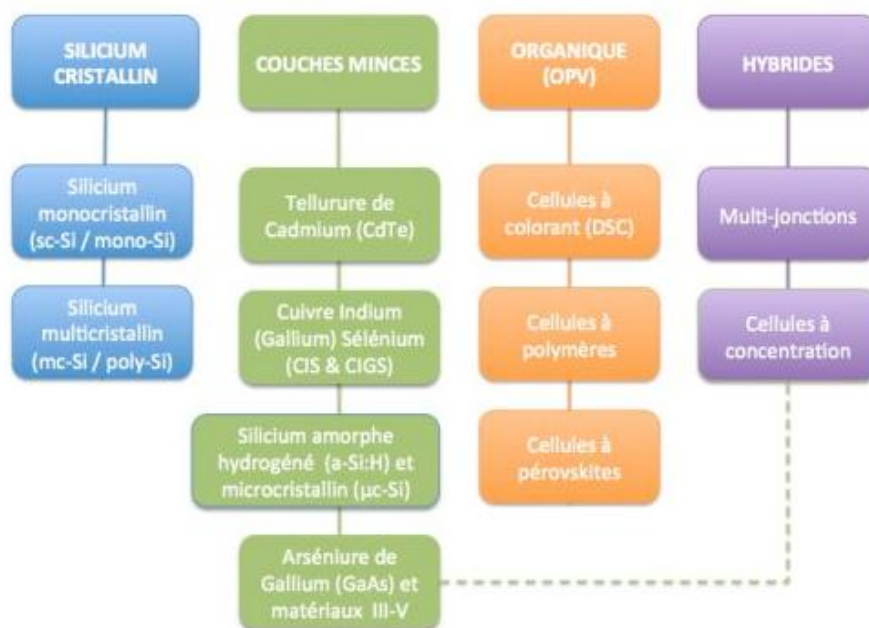 SILICIUM
CRISTALLIN
Silicium
monocristallin
(sc-Si / mono-Si)
Silicium
multicristallin
(mc-Si / poly-Si)
COUCHES MINCES
Tellurure de
Cadmium (CdTe)
Cuivre Indium
(Gallium) Sélénium
(CIS & CIGS)
Silicium amorphe
hydrogéné (a-Si:H) et
microcristallin (μc-Si)
Arséniure de
Gallium (GaAs) et
matériaux III-V
ORGANIQUE
(OPV)
Cellules à
colorant (DSC)
Cellules à
polymères
Cellules à
pérovskites
HYBRIDES
Multi-jonctions
Cellules à
concentration